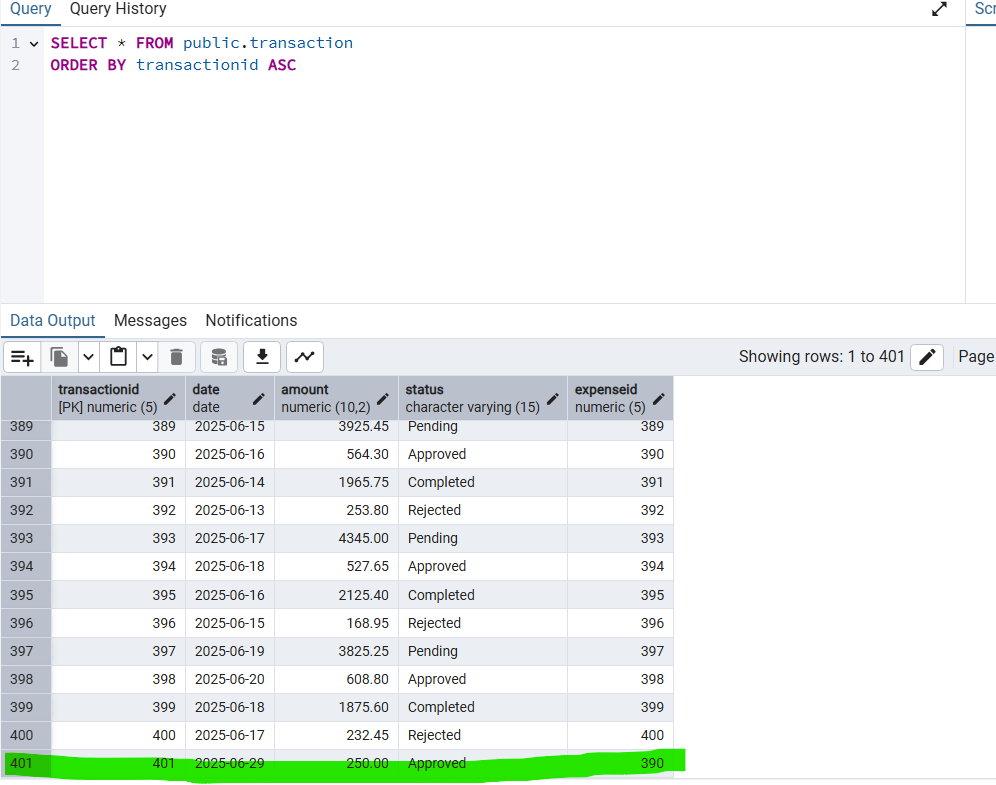 Query Query History Scr
1 SELECT * FROM public.transaction
2 ORDER BY transactionid ASC
Data Output Messages Notifications
Showing rows: 1 to 401 Page
transactionid date amount status expenseid
[PK] numeric (5) date numeric (10,2) character varying (15) numeric (5)
389 389 2025-06-15 3925.45 Pending 389
390 390 2025-06-16 564.30 Approved 390
391 391 2025-06-14 1965.75 Completed 391
392 392 2025-06-13 253.80 Rejected 392
393 393 2025-06-17 4345.00 Pending 393
394 394 2025-06-18 527.65 Approved 394
395 395 2025-06-16 2125.40 Completed 395
396 396 2025-06-15 168.95 Rejected 396
397 397 2025-06-19 3825.25 Pending 397
398 398 2025-06-20 608.80 Approved 398
399 399 2025-06-18 1875.60 Completed 399
400 400 2025-06-17 232.45 Rejected 400
401 401 2025-06-29 250.00 Approved 390